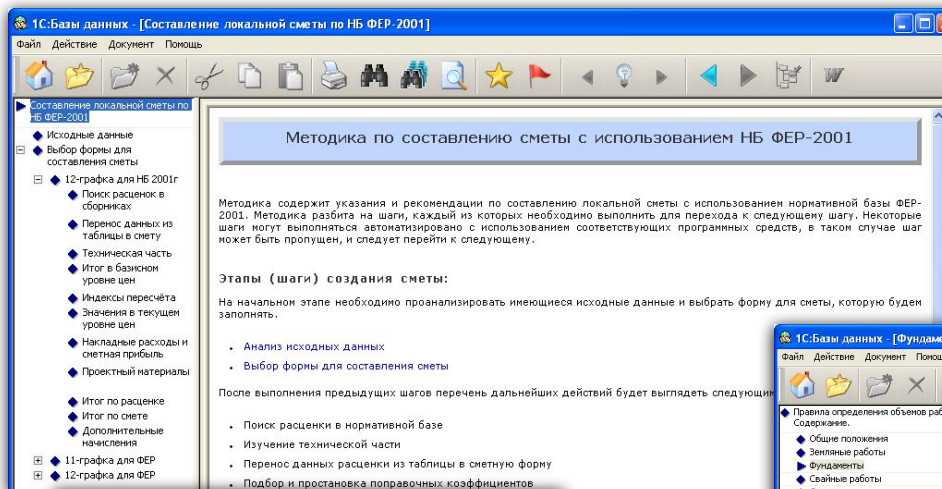 1С:Базы данных - [Составление локальной сметы по НБ ФЕР-2001]
Файл Действие Документ Помощь
W
Составление локальной сметы по
НБ ФЕР-2001
Исходные данные
Выбор формы для
составления сметы
12-графка для НБ 2001г
Поиск расценок в
сборниках
Перенос данных из
таблицы в смету
Техническая часть
Итог в базисном
уровне цен
Индексы пересчёта
Значения в текущем
уровне цен
Накладные расходы и
сметная прибыль
Проектный материалы
Итог по расценке
Итог по смете
Дополнительные
начисления
11-графка для ФЕР
12-графка для ФЕР
Методика по составлению сметы с использованием НБ ФЕР-2001
Методика содержит указания и рекомендации по составлению локальной сметы с использованием нормативной базы ФЕР-
2001. Методика разбита на шаги, каждый из которых необходимо выполнить для перехода к следующему шагу. Некоторые
шаги могут выполняться автоматизировано с использованием соответствующих программных средств, в таком случае шаг
может быть пропущен, и следует перейти к следующему.
Этапы (шаги) создания сметы:
На начальном этапе необходимо проанализировать имеющиеся исходные данные и выбрать форму для сметы, которую будем
заполнять.
Анализ исходных данных
Выбор формы для составления сметы
После выполнения предыдущих шагов перечень дальнейших действий будет выглядеть следующим
Поиск расценки в нормативной базе
Изучение технической части
Перенос данных расценки из таблицы в сметную форму
Подбор и простановка поправочных коэффициентов
1С:Базы данных - [Фундаме
Файл Действие Документ Помощ
Правила определения объемов раб
Содержание.
Общие положения
Земляные работы
Фундаменты
Свайные работы